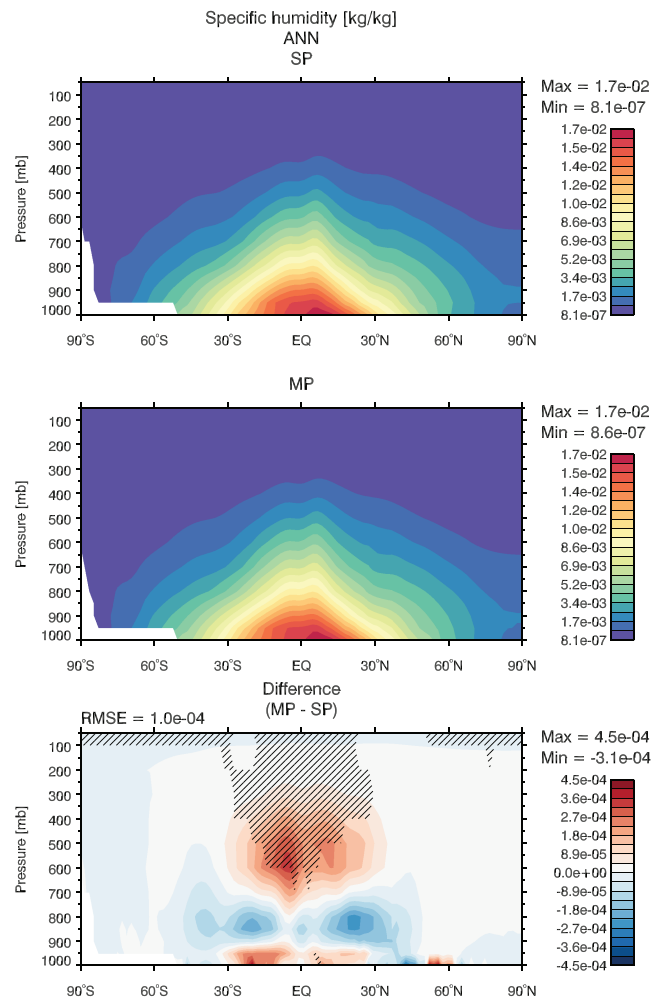 Specific humidity [kg/kg]
ANN
SP
Max = 1.7e-02
Min = 8.1e-07
Pressure [mb]
100
200
300
400
500
600
700
800
900
1000
90°S 60°S 30°S EQ 30°N 60°N 90°N
1.7e-02
1.5e-02
1.4e-02
1.2e-02
1.0e-02
8.6e-03
6.9e-03
5.2e-03
3.4e-03
1.7e-03
8.1e-07
MP
Max = 1.7e-02
Min = 8.6e-07
Pressure [mb]
100
200
300
400
500
600
700
800
900
1000
90°S 60°S 30°S EQ 30°N 60°N 90°N
1.7e-02
1.5e-02
1.4e-02
1.2e-02
1.0e-02
8.6e-03
6.9e-03
5.2e-03
3.4e-03
1.7e-03
8.1e-07
Difference
(MP - SP)
RMSE = 1.0e-04
Max = 4.5e-04
Min = -3.1e-04
Pressure [mb]
100
200
300
400
500
600
700
800
900
1000
90°S 60°S 30°S EQ 30°N 60°N 90°N
4.5e-04
3.6e-04
2.7e-04
1.8e-04
8.9e-05
0.0e+00
-8.9e-05
-1.8e-04
-2.7e-04
-3.6e-04
-4.5e-04